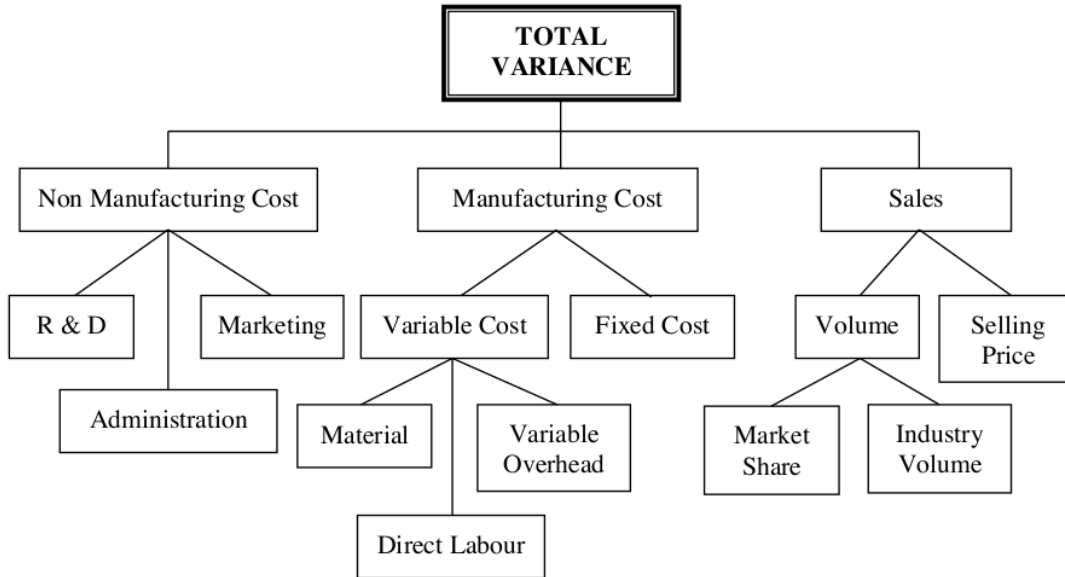 TOTAL
VARIANCE
Non Manufacturing Cost
Manufacturing Cost
Sales
R & D
Marketing
Variable Cost
Fixed Cost
Volume
Selling
Price
Administration
Material
Variable
Overhead
Market
Share
Industry
Volume
Direct Labour